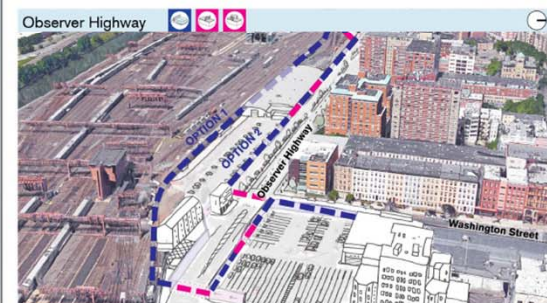 Observer Highway
OPTION 1
OPTION 2
Observer Highway
Washington Street